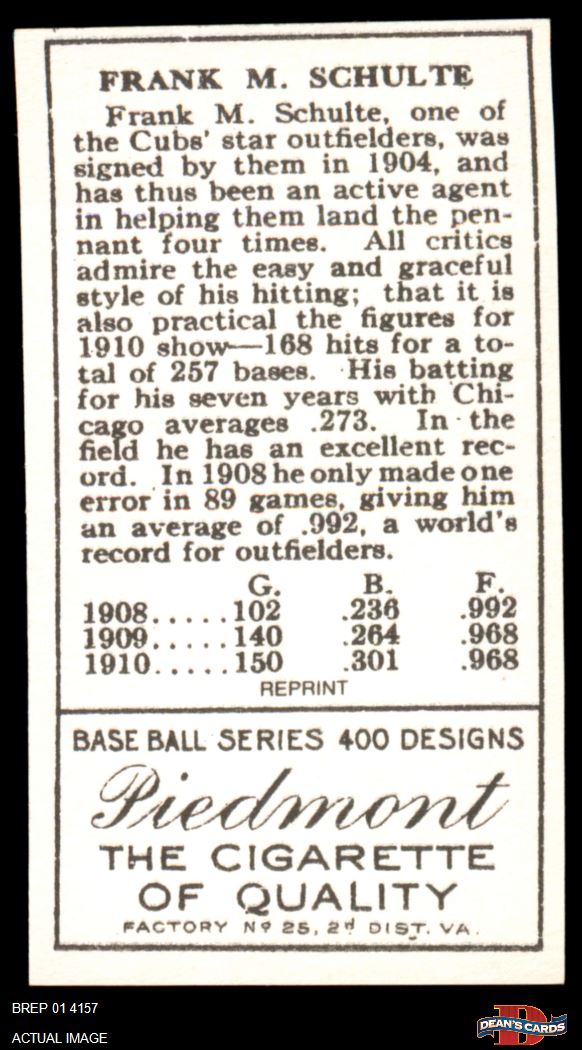 FRANK M. SCHULTE
Frank M. Schulte, one of
the Cubs' star outfielders, was
signed by them in 1904, and
has thus been an active agent
in helping them land the pen-
nant four times. All critics
admire the easy and graceful
style of his hitting; that it is
also practical the figures for
1910 show—168 hits for a to-
tal of 257 bases. His batting
for his seven years with Chi-
cago averages .273. In the
field he has an excellent rec-
ord. In 1908 he only made one
error in 89 games, giving him
an average of .992, a world's
record for outfielders.
G. B. F.
1908.....102 .236 .992
1909.....140 .264 .968
1910.....150 .301 .968
REPRINT
BASE BALL SERIES 400 DESIGNS
Piedmont
THE CIGARETTE
OF QUALITY
FACTORY Nº 25, 2d DIST. VA.
BREP 01 4157
ACTUAL IMAGE
D
DEAN'S CARDS